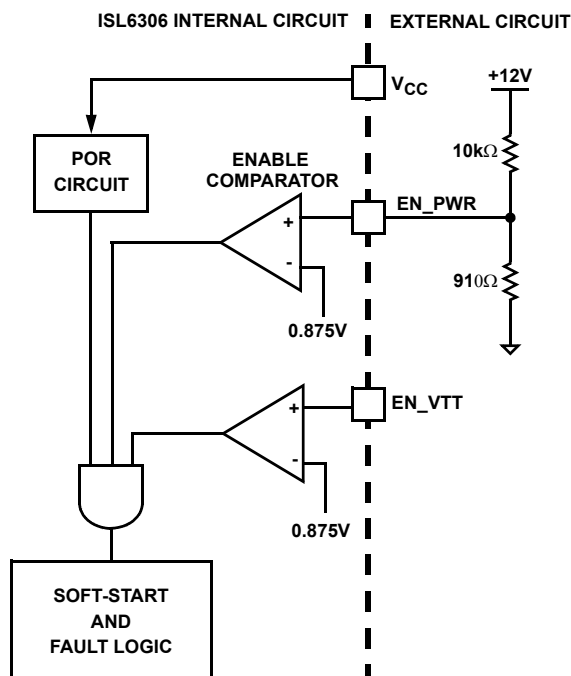 ISL6306 INTERNAL CIRCUIT
EXTERNAL CIRCUIT
VCC
+12V
POR
CIRCUIT
10kΩ
ENABLE
COMPARATOR
+
EN_PWR
-
910Ω
0.875V
+
EN_VTT
-
0.875V
SOFT-START
AND
FAULT LOGIC